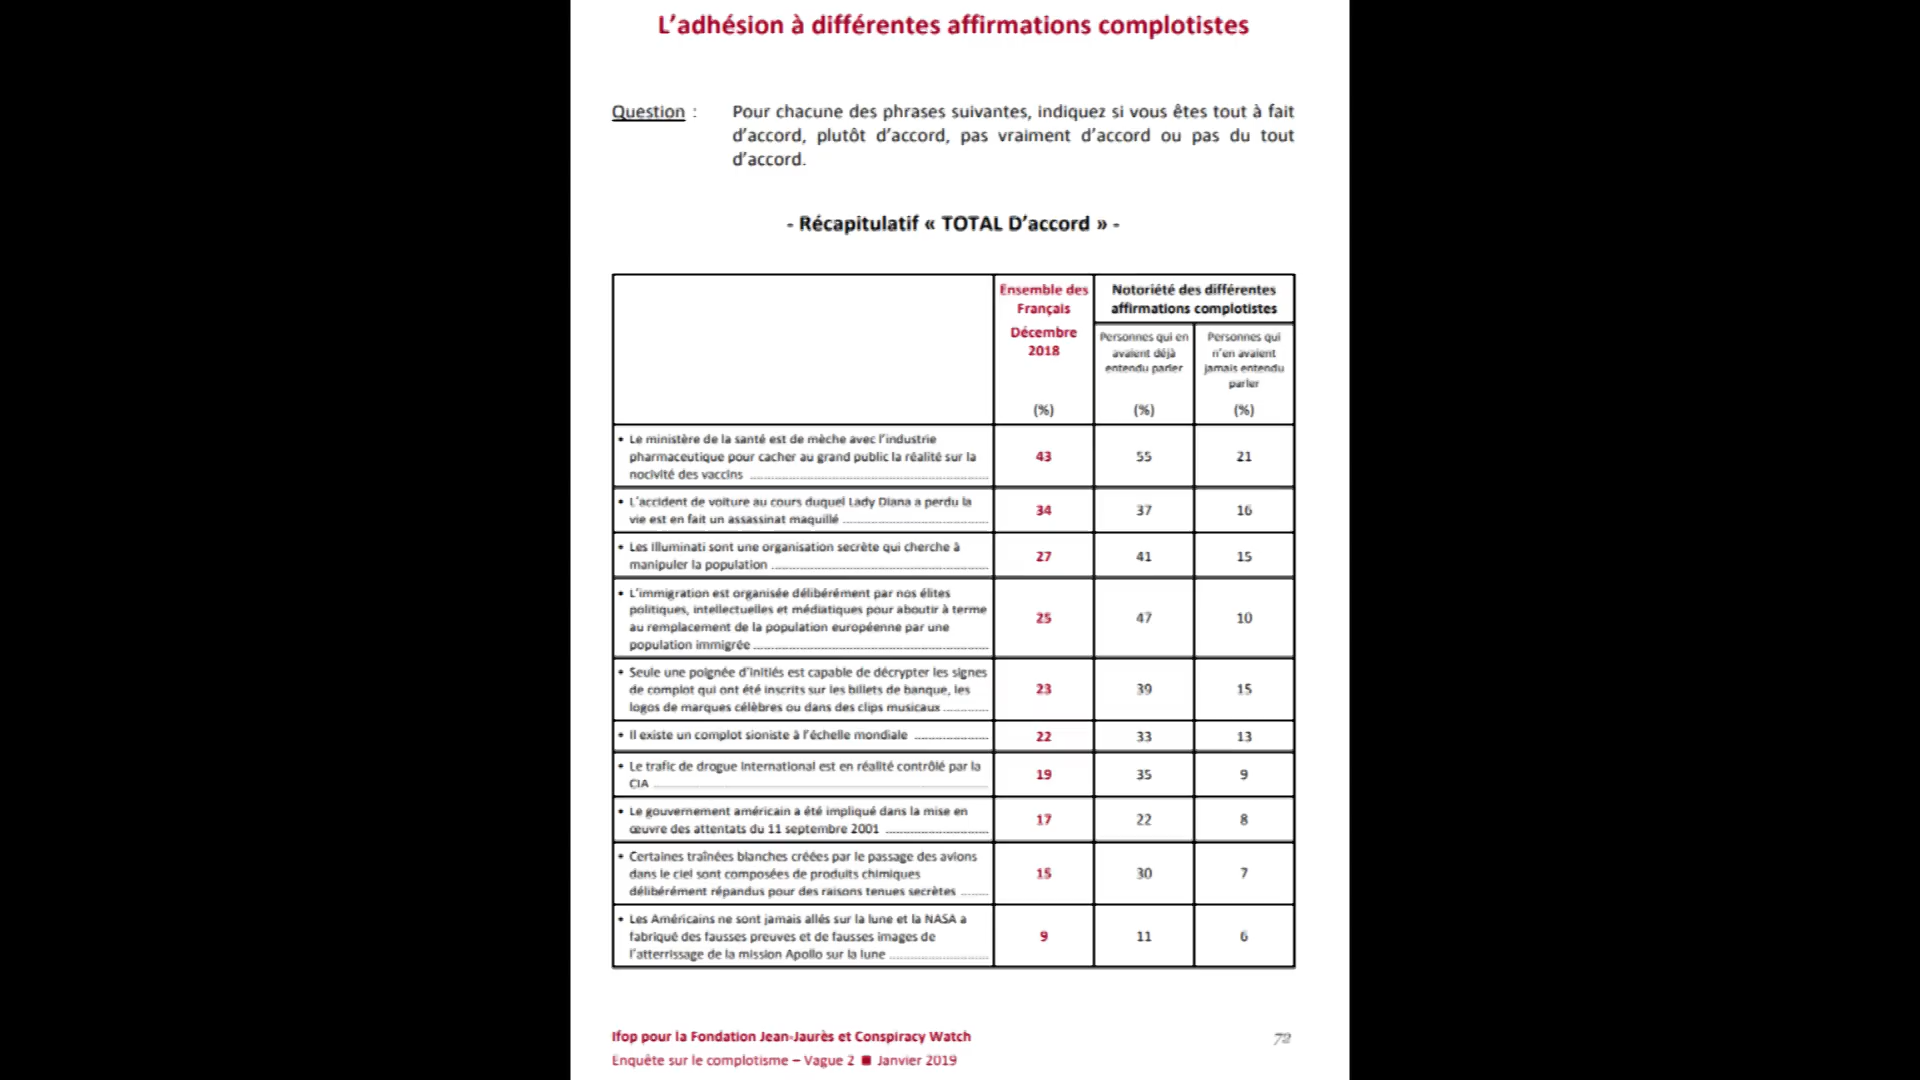 L’adhésion à différentes affirmations complotistes
Question : Pour chacune des phrases suivantes, indiquez si vous êtes tout à fait
d’accord, plutôt d’accord, pas vraiment d’accord ou pas du tout
d’accord.
- Récapitulatif « TOTAL D’accord » -
Ensemble des
Français
Décembre
2018
(%)
Notoriété des différentes
affirmations complotistes
Personnes qui en
avaient déjà
entendu parler
(%)
Personnes qui
n’en avaient
jamais entendu
parler
(%)
• Le ministère de la santé est de mèche avec l’industrie
pharmaceutique pour cacher au grand public la réalité sur la
nocivité des vaccins
43 55 21
• L’accident de voiture au cours duquel Lady Diana a perdu la
vie est en fait un assassinat maquillé
34 37 16
• Les Illuminati sont une organisation secrète qui cherche à
manipuler la population
27 41 15
• L’immigration est organisée délibérément par nos élites
politiques, intellectuelles et médiatiques pour aboutir à terme
au remplacement de la population européenne par une
population immigrée
25 47 10
• Seule une poignée d’initiés est capable de décrypter les signes
de complot qui ont été inscrits sur les billets de banque, les
logos de marques célèbres ou dans des clips musicaux
23 39 15
• Il existe un complot sioniste à l’échelle mondiale
22 33 13
• Le trafic de drogue international est en réalité contrôlé par la
CIA
19 35 9
• Le gouvernement américain a été impliqué dans la mise en
œuvre des attentats du 11 septembre 2001
17 22 8
• Certaines traînées blanches créées par le passage des avions
dans le ciel sont composées de produits chimiques
délibérément répandus pour des raisons tenues secrètes
15 30 7
• Les Américains ne sont jamais allés sur la lune et la NASA a
fabriqué des fausses preuves et de fausses images de
l’atterrissage de la mission Apollo sur la lune
9 11 6
Ifop pour la Fondation Jean-Jaurès et Conspiracy Watch
72
Enquête sur le complotisme – Vague 2 ■ Janvier 2019